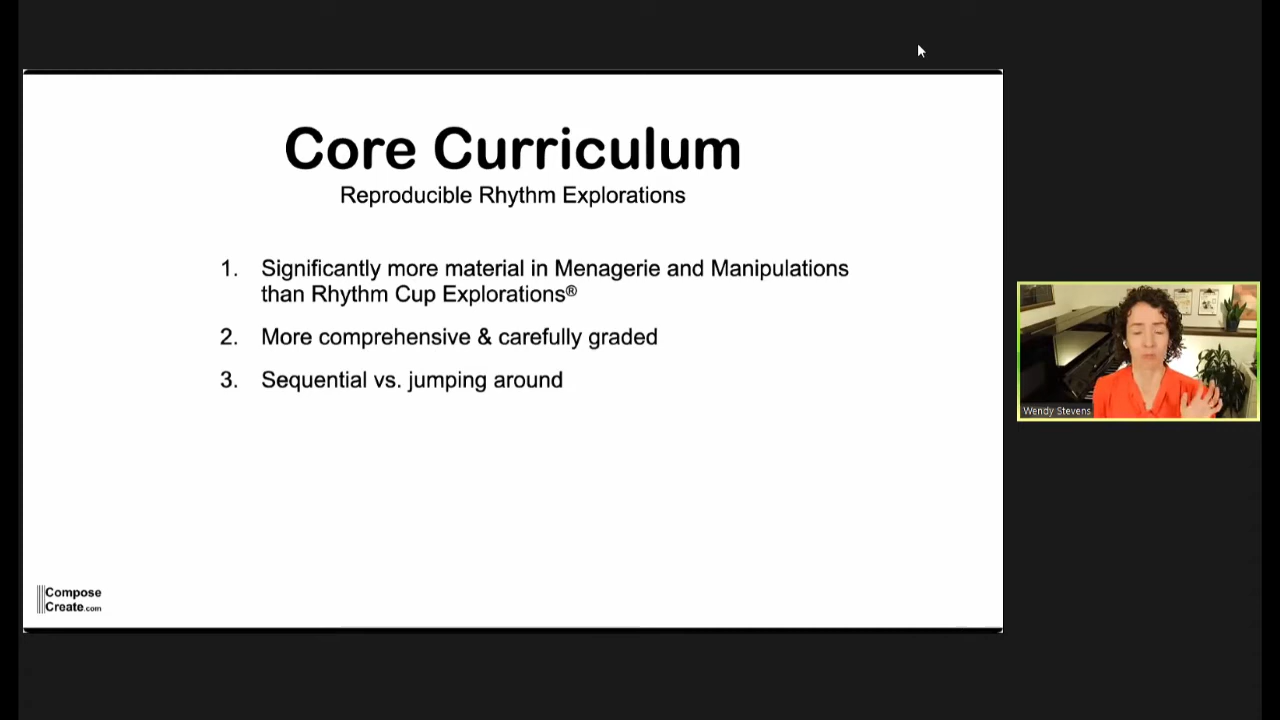 Core Curriculum
Reproducible Rhythm Explorations
1. Significantly more material in Menagerie and Manipulations
than Rhythm Cup Explorations®
2. More comprehensive & carefully graded
3. Sequential vs. jumping around
Wendy Stevens
Compose
Create.com